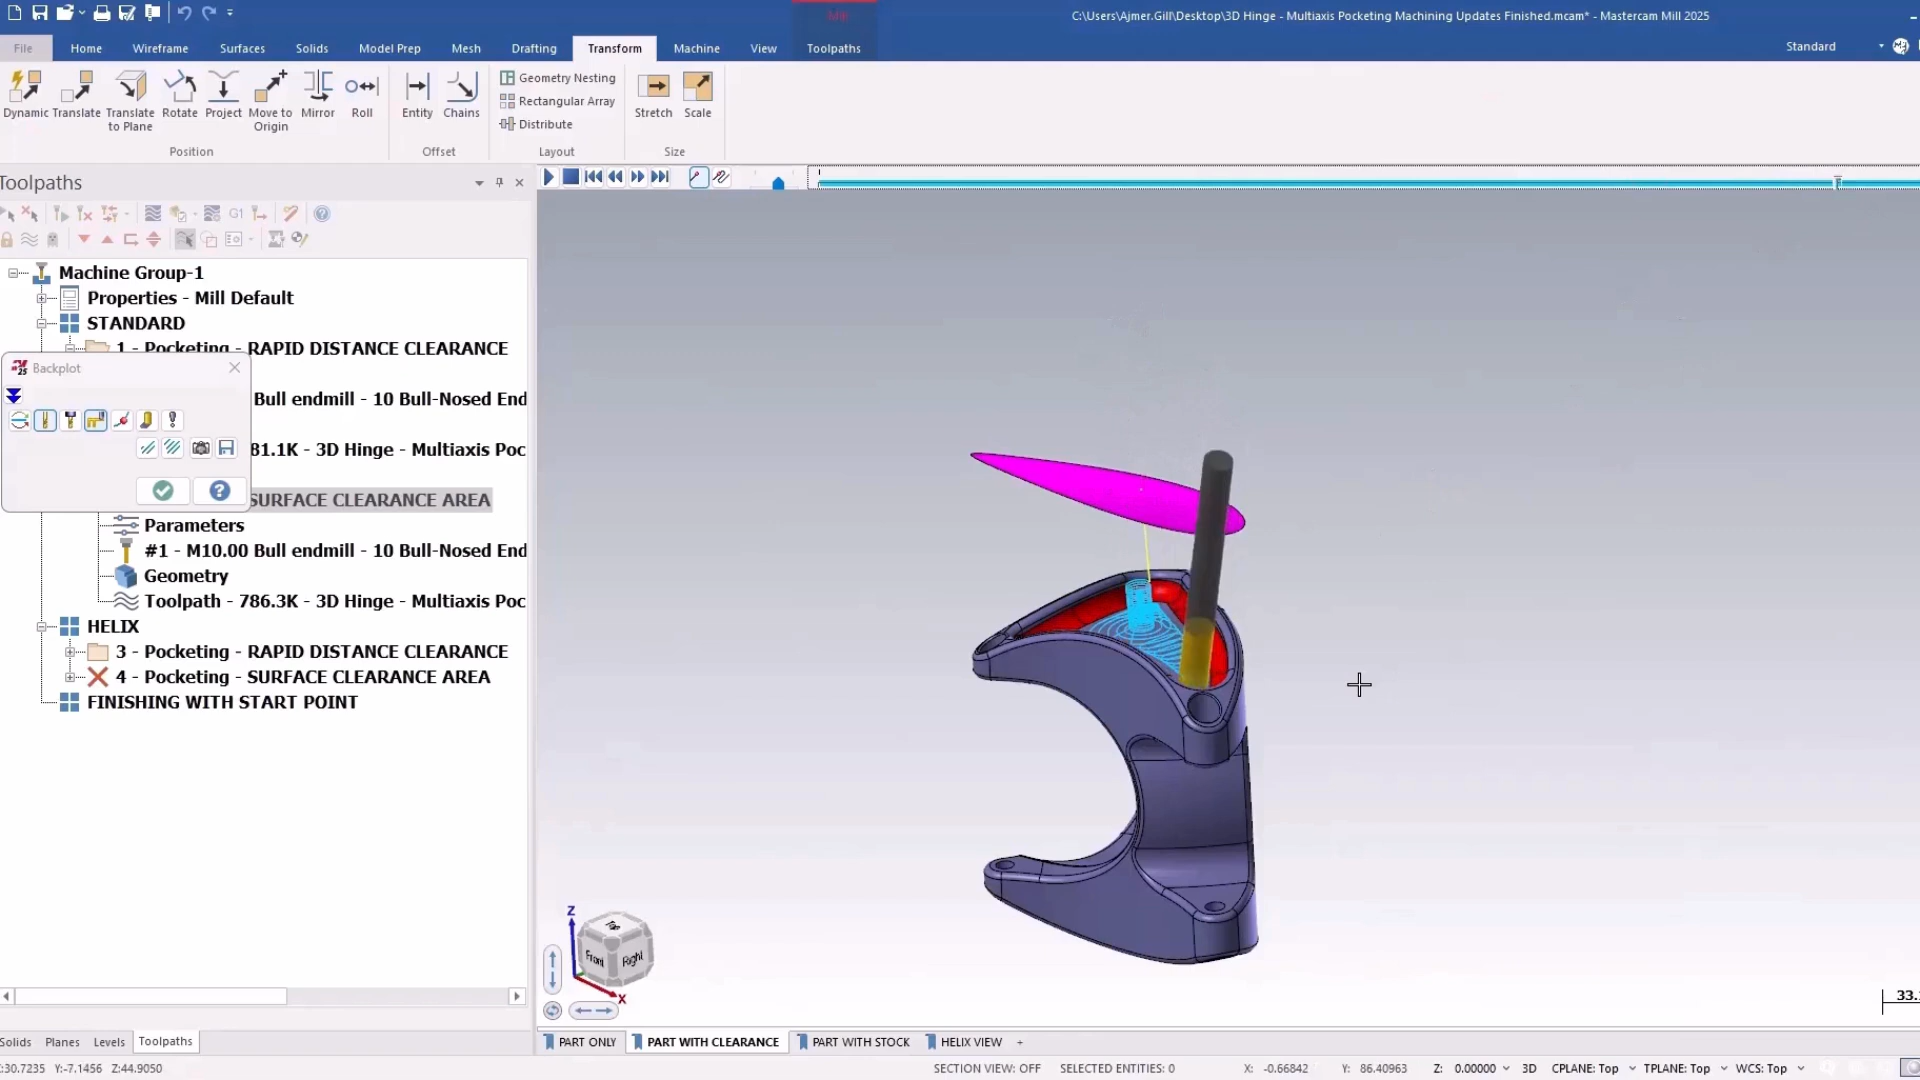 Mill
C:\Users\Ajmer.Gill\Desktop\3D Hinge - Multiaxis Pocketing Machining Updates Finished.mcam* - Mastercam Mill 2025
File Home Wireframe Surfaces Solids Model Prep Mesh Drafting Transform Machine View Toolpaths
Standard
Dynamic Translate Translate to Plane Rotate Project Move to Origin Mirror Roll
Entity Chains
Geometry Nesting
Rectangular Array
Distribute
Stretch Scale
Position Offset Layout Size
Toolpaths
G1
Machine Group-1
Properties - Mill Default
STANDARD
1 - Pocketing - RAPID DISTANCE CLEARANCE
Backplot
Bull endmill - 10 Bull-Nosed End
81.1K - 3D Hinge - Multiaxis Poc
SURFACE CLEARANCE AREA
Parameters
#1 - M10.00 Bull endmill - 10 Bull-Nosed End
Geometry
Toolpath - 786.3K - 3D Hinge - Multiaxis Poc
HELIX
3 - Pocketing - RAPID DISTANCE CLEARANCE
4 - Pocketing - SURFACE CLEARANCE AREA
FINISHING WITH START POINT
Z
Top
Front
Right
X
33.
Solids Planes Levels Toolpaths
PART ONLY PART WITH CLEARANCE PART WITH STOCK HELIX VIEW +
:30.7235 Y:-7.1456 Z:44.9050
SECTION VIEW: OFF SELECTED ENTITIES: 0 X: -0.66842 Y: 86.40963 Z: 0.00000 3D CPLANE: Top TPLANE: Top WCS: Top